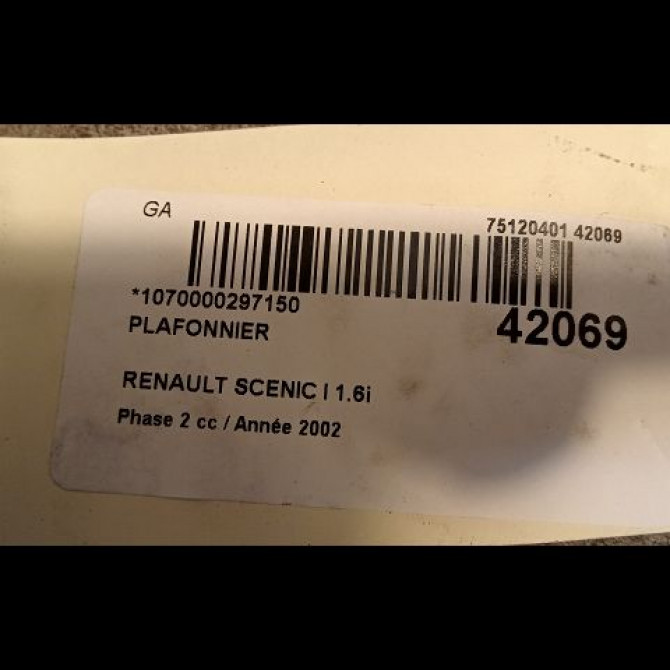 GA
75120401 42069
*1070000297150
42069
PLAFONNIER
RENAULT SCENIC I 1.6i
Phase 2 cc / Année 2002